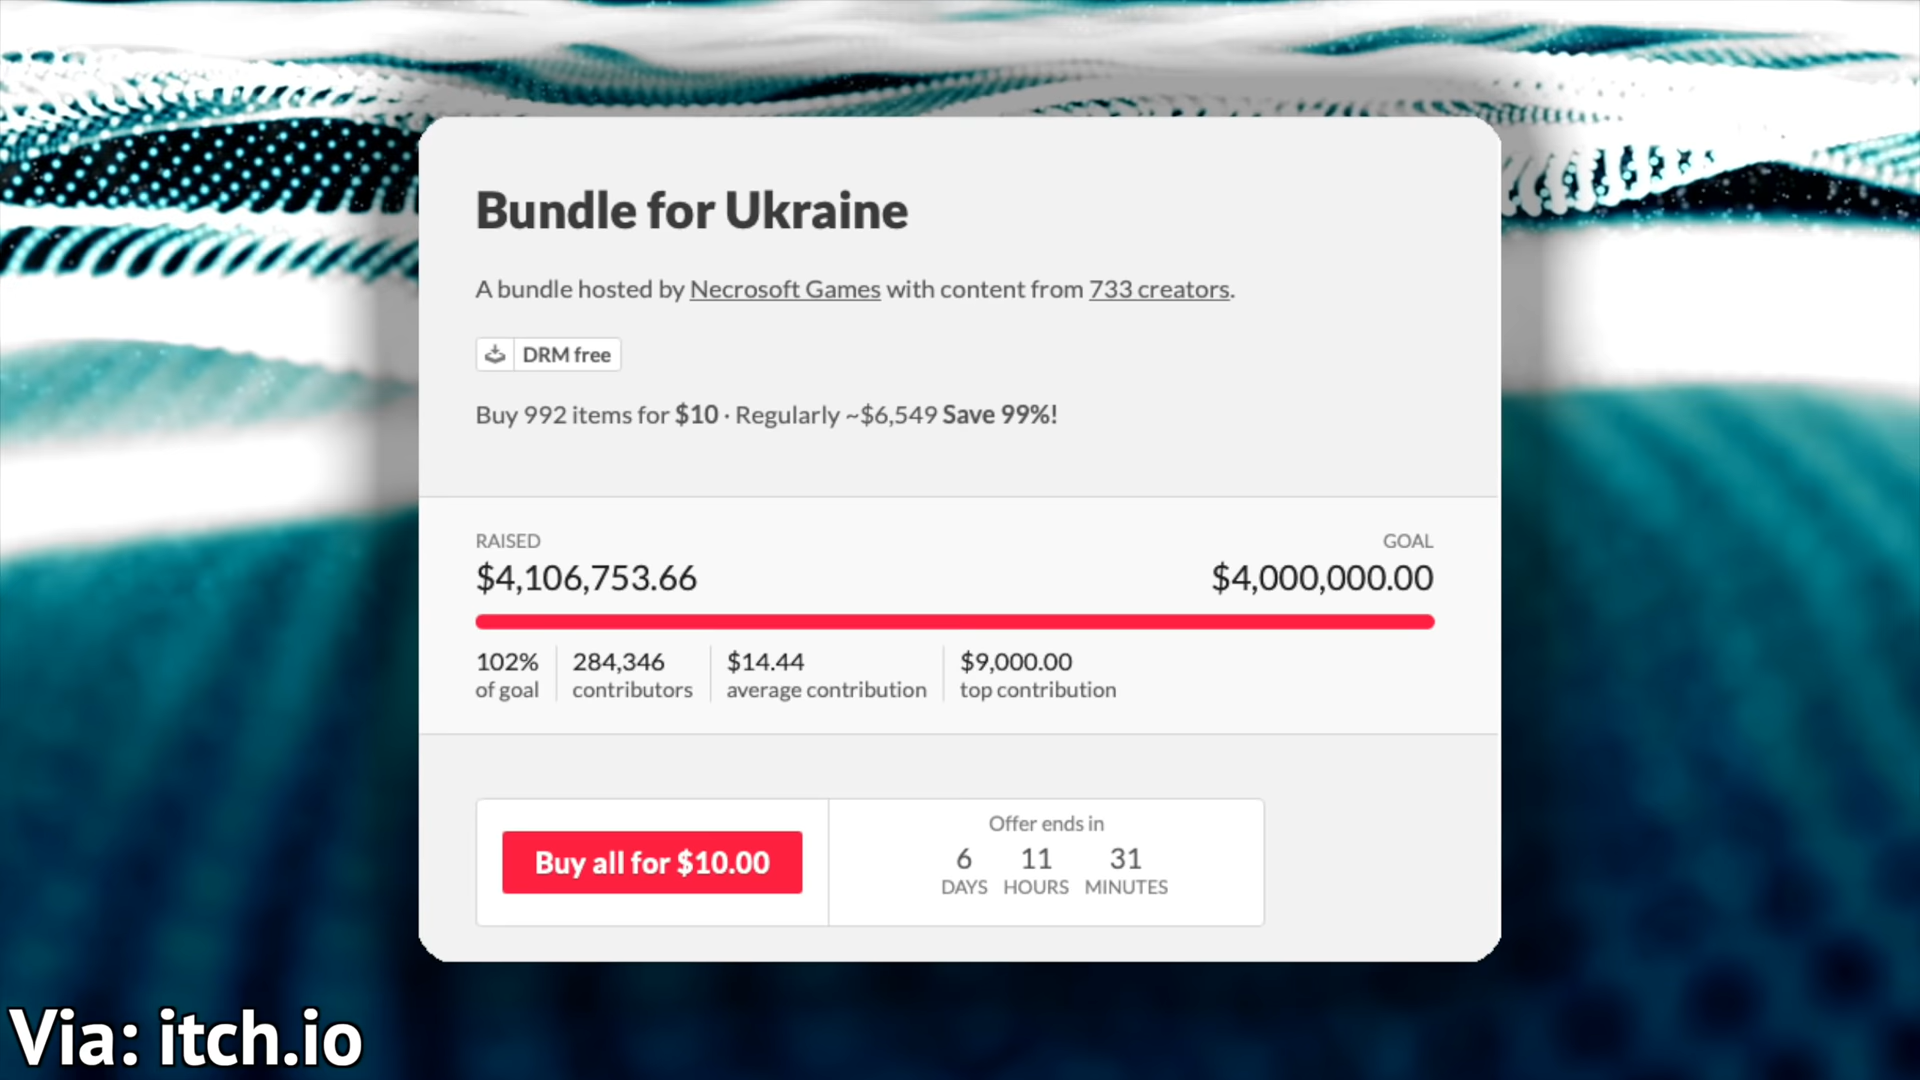 Bundle for Ukraine
A bundle hosted by Necrosoft Games with content from 733 creators.
DRM free
Buy 992 items for $10 · Regularly ~$6,549 Save 99%!
RAISED GOAL
$4,106,753.66 $4,000,000.00
102% 284,346 $14.44 $9,000.00
of goal contributors average contribution top contribution
Offer ends in
Buy all for $10.00 6 11 31
DAYS HOURS MINUTES
Via: itch.io